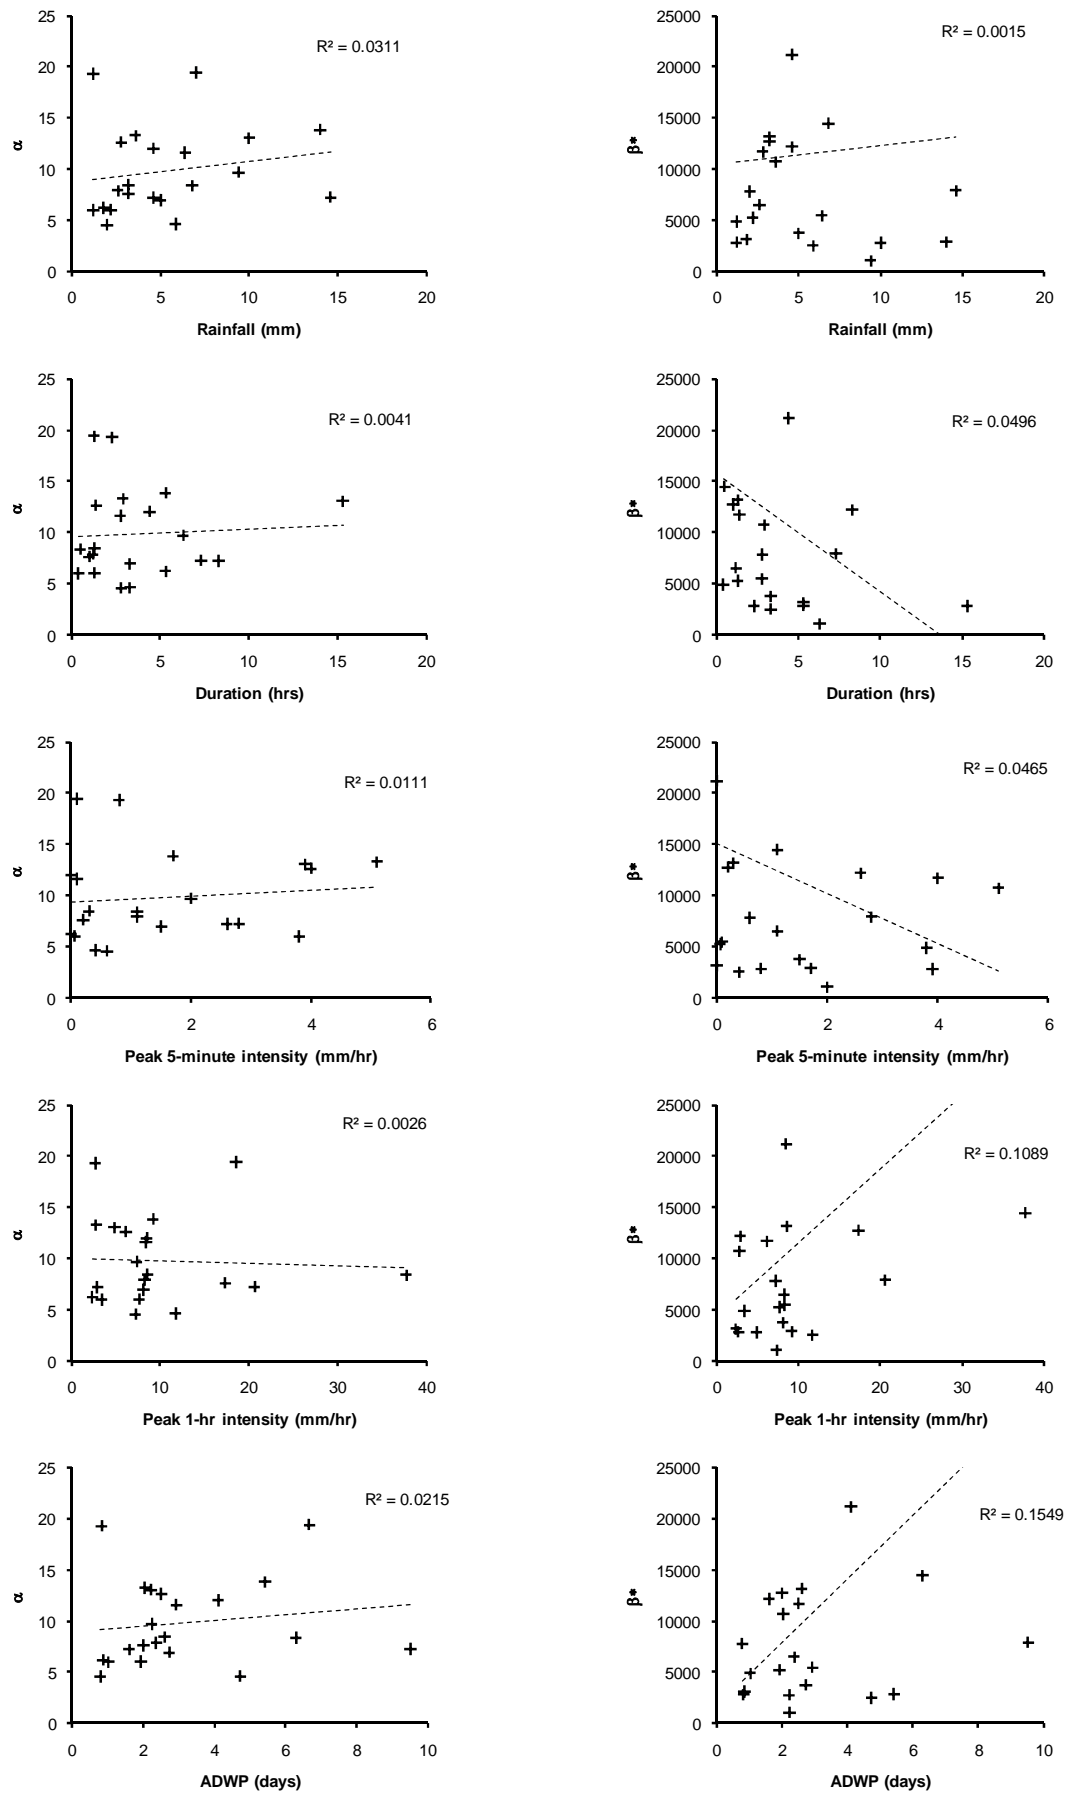 25
20
15
10
5
0
α
R² = 0.0311
0 5 10 15 20
Rainfall (mm)
25000
20000
15000
10000
5000
0
β*
R² = 0.0015
0 5 10 15 20
Rainfall (mm)
25
20
15
10
5
0
α
R² = 0.0041
0 5 10 15 20
Duration (hrs)
25000
20000
15000
10000
5000
0
β*
R² = 0.0496
0 5 10 15 20
Duration (hrs)
25
20
15
10
5
0
α
R² = 0.0111
0 2 4 6
Peak 5-minute intensity (mm/hr)
25000
20000
15000
10000
5000
0
β*
R² = 0.0465
0 2 4 6
Peak 5-minute intensity (mm/hr)
25
20
15
10
5
0
α
R² = 0.0026
0 10 20 30 40
Peak 1-hr intensity (mm/hr)
25000
20000
15000
10000
5000
0
β*
R² = 0.1089
0 10 20 30 40
Peak 1-hr intensity (mm/hr)
25
20
15
10
5
0
α
R² = 0.0215
0 2 4 6 8 10
ADWP (days)
25000
20000
15000
10000
5000
0
β*
R² = 0.1549
0 2 4 6 8 10
ADWP (days)